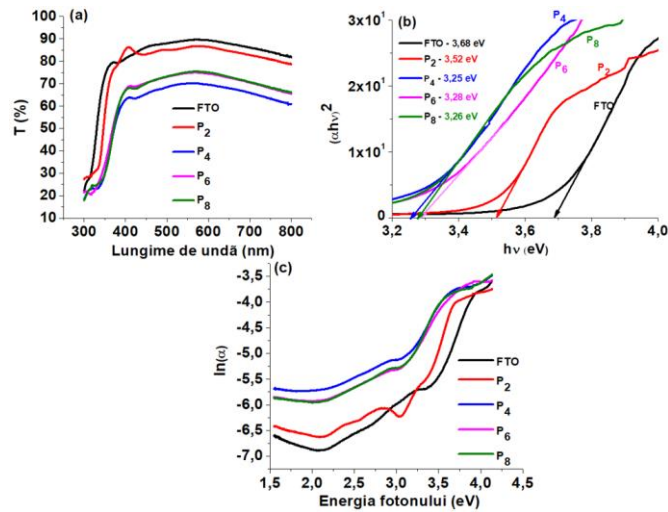 (a)
T (%)
100
90
80
70
60
50
40
30
20
10
FTO
P2
P4
P6
P8
300 400 500 600 700 800
Lungime de undă (nm)
(b)
(αhν)²
2x10¹
1x10¹
0
FTO - 3,68 eV
P2 - 3,52 eV
P4 - 3,25 eV
P6 - 3,28 eV
P8 - 3,26 eV
P4
P8
P6
P2
FTO
3,2 3,4 3,6 3,8 4,0
hν (eV)
(c)
ln(α)
-3,5
-4,0
-4,5
-5,0
-5,5
-6,0
-6,5
-7,0
FTO
P2
P4
P6
P8
1,5 2,0 2,5 3,0 3,5 4,0 4,5
Energia fotonului (eV)